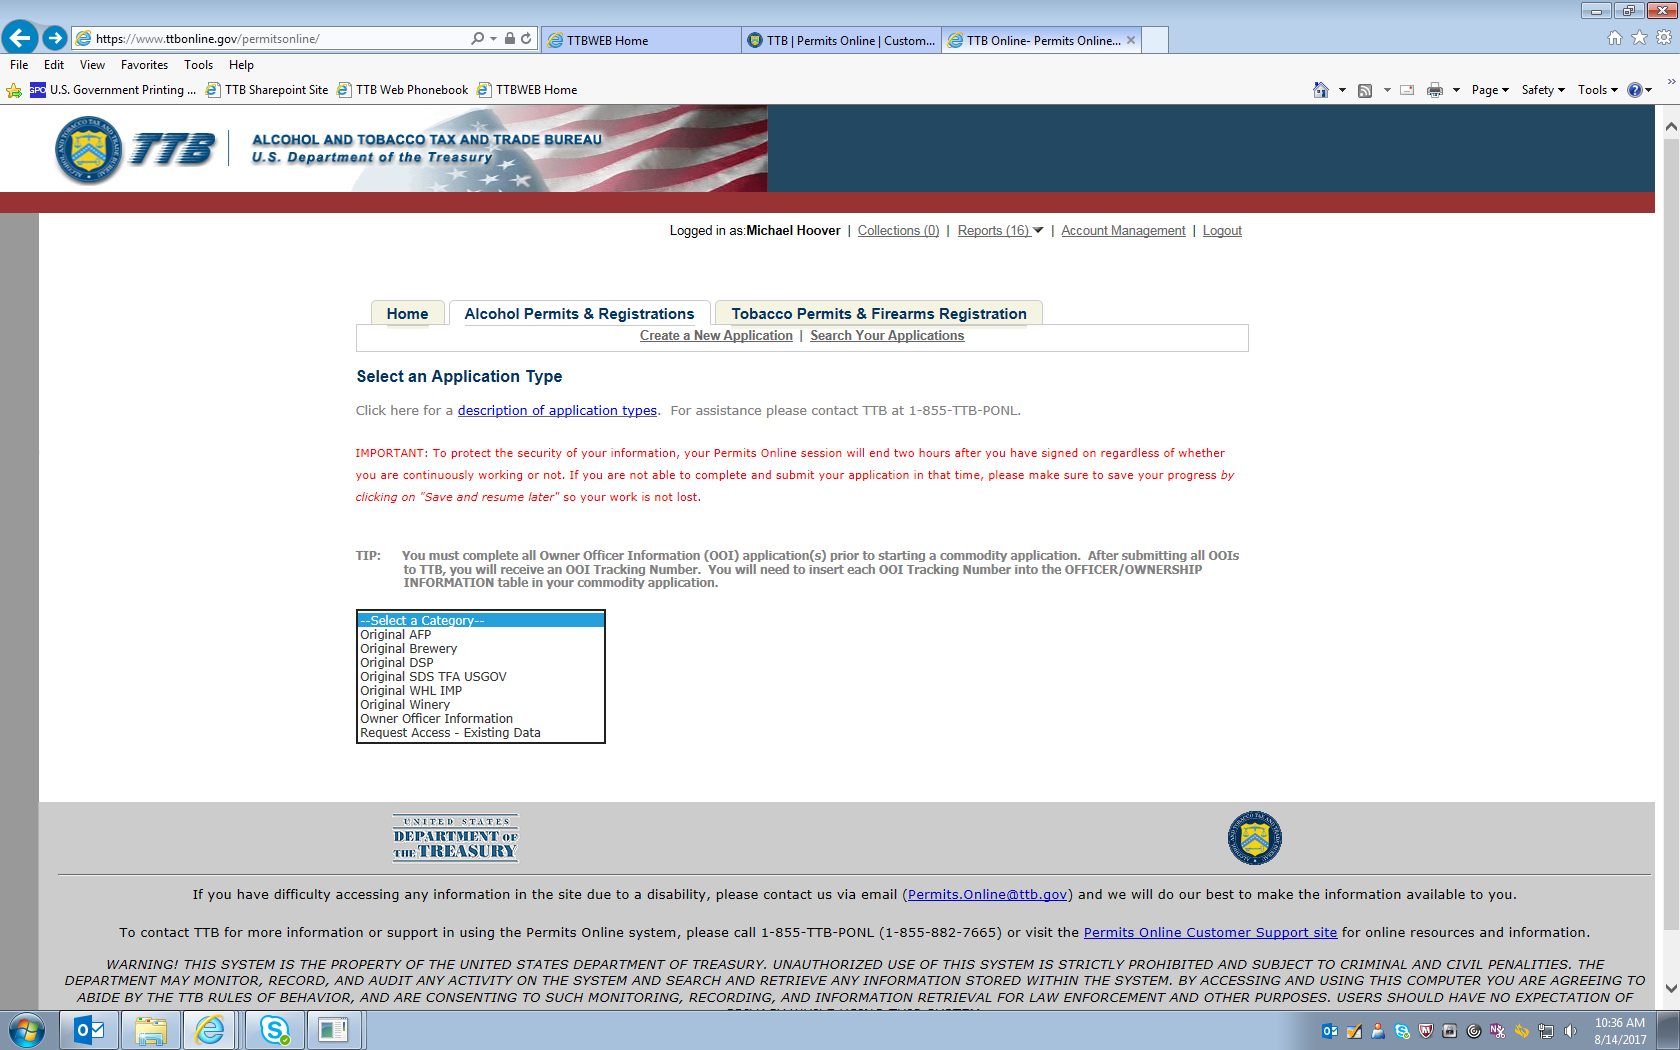 https://www.ttbonline.gov/permitsonline/
TTBWEB Home
TTB | Permits Online | Custom...
TTB Online- Permits Online...
File Edit View Favorites Tools Help
GPO U.S. Government Printing ... TTB Sharepoint Site TTB Web Phonebook TTBWEB Home
Page Safety Tools
TTB
ALCOHOL AND TOBACCO TAX AND TRADE BUREAU
U.S. Department of the Treasury
Logged in as:Michael Hoover | Collections (0) | Reports (16) | Account Management | Logout
Home Alcohol Permits & Registrations Tobacco Permits & Firearms Registration
Create a New Application | Search Your Applications
Select an Application Type
Click here for a description of application types. For assistance please contact TTB at 1-855-TTB-PONL.
IMPORTANT: To protect the security of your information, your Permits Online session will end two hours after you have signed on regardless of whether
you are continuously working or not. If you are not able to complete and submit your application in that time, please make sure to save your progress by
clicking on "Save and resume later" so your work is not lost.
TIP: You must complete all Owner Officer Information (OOI) application(s) prior to starting a commodity application. After submitting all OOIs
to TTB, you will receive an OOI Tracking Number. You will need to insert each OOI Tracking Number into the OFFICER/OWNERSHIP
INFORMATION table in your commodity application.
--Select a Category--
Original AFP
Original Brewery
Original DSP
Original SDS TFA USGOV
Original WHL IMP
Original Winery
Owner Officer Information
Request Access - Existing Data
UNITED STATES
DEPARTMENT OF
THE TREASURY
If you have difficulty accessing any information in the site due to a disability, please contact us via email (Permits.Online@ttb.gov) and we will do our best to make the information available to you.
To contact TTB for more information or support in using the Permits Online system, please call 1-855-TTB-PONL (1-855-882-7665) or visit the Permits Online Customer Support site for online resources and information.
WARNING! THIS SYSTEM IS THE PROPERTY OF THE UNITED STATES DEPARTMENT OF TREASURY. UNAUTHORIZED USE OF THIS SYSTEM IS STRICTLY PROHIBITED AND SUBJECT TO CRIMINAL AND CIVIL PENALITIES. THE
DEPARTMENT MAY MONITOR, RECORD, AND AUDIT ANY ACTIVITY ON THE SYSTEM AND SEARCH AND RETRIEVE ANY INFORMATION STORED WITHIN THE SYSTEM. BY ACCESSING AND USING THIS COMPUTER YOU ARE AGREEING TO
ABIDE BY THE TTB RULES OF BEHAVIOR, AND ARE CONSENTING TO SUCH MONITORING, RECORDING, AND INFORMATION RETRIEVAL FOR LAW ENFORCEMENT AND OTHER PURPOSES. USERS SHOULD HAVE NO EXPECTATION OF
10:36 AM
8/14/2017